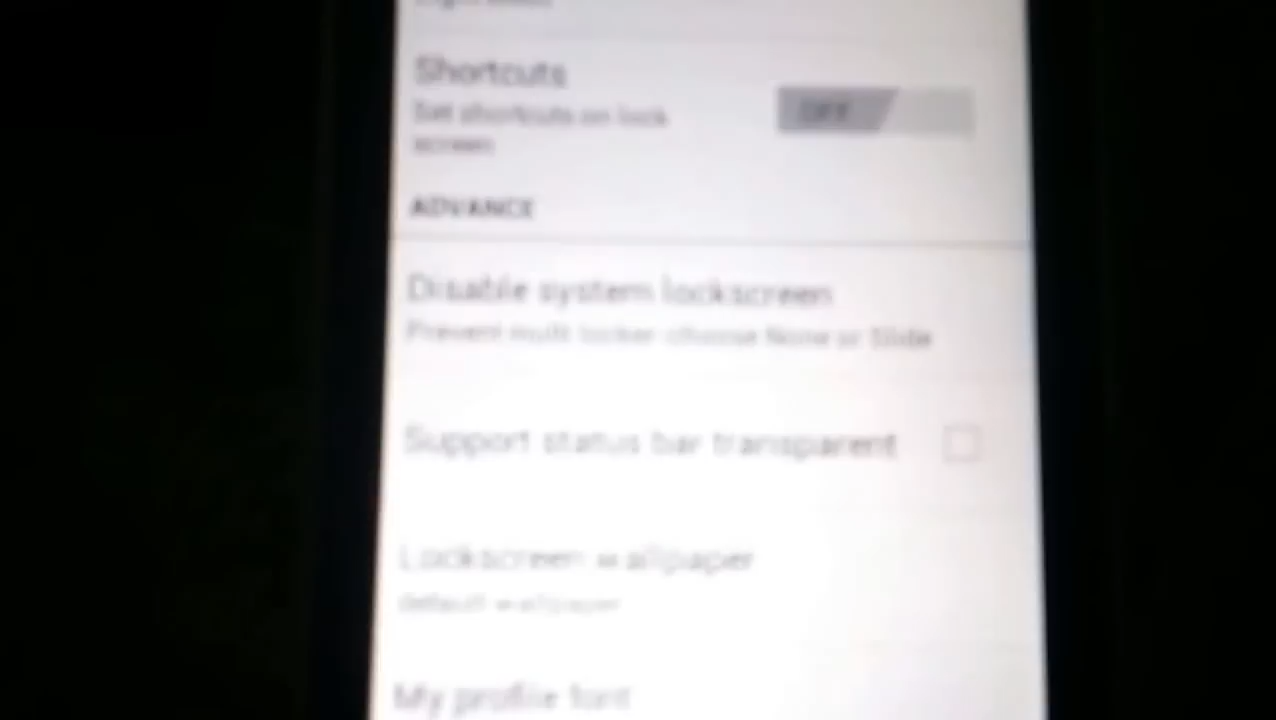 Shortcuts
Set shortcuts on lock
screen
OFF
ADVANCE
Disable system lockscreen
Prevent multi locker choose None or Slide
Support status bar transparent
Lockscreen wallpaper
default wallpaper
My profile font